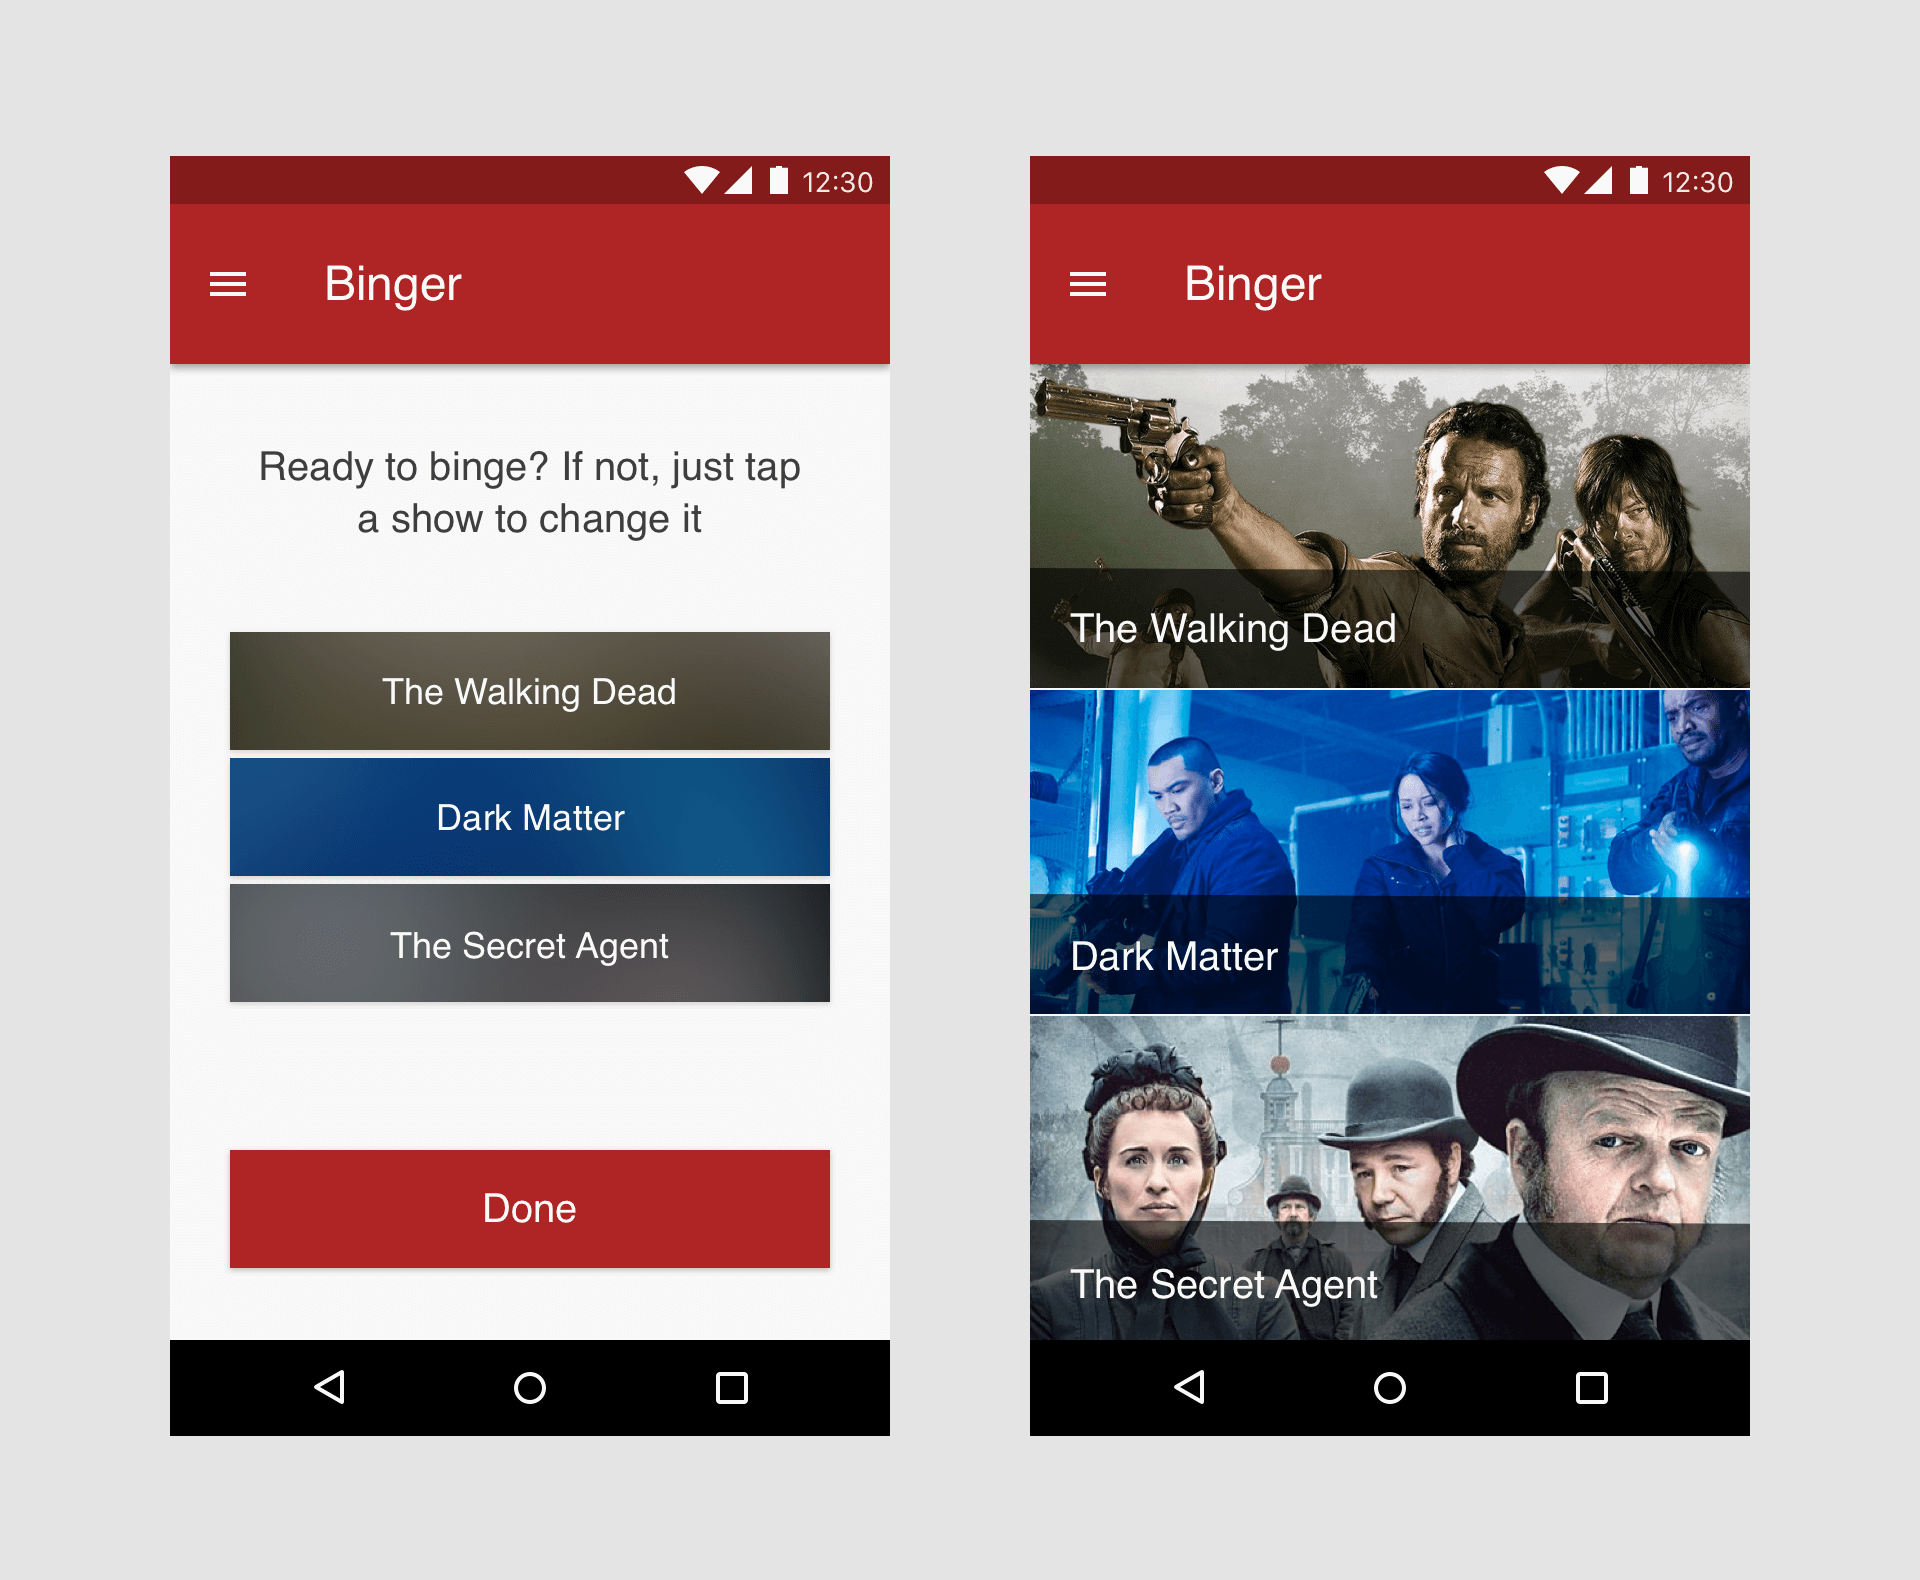 12:30
Binger
Ready to binge? If not, just tap
a show to change it
The Walking Dead
Dark Matter
The Secret Agent
Done
12:30
Binger
The Walking Dead
Dark Matter
The Secret Agent